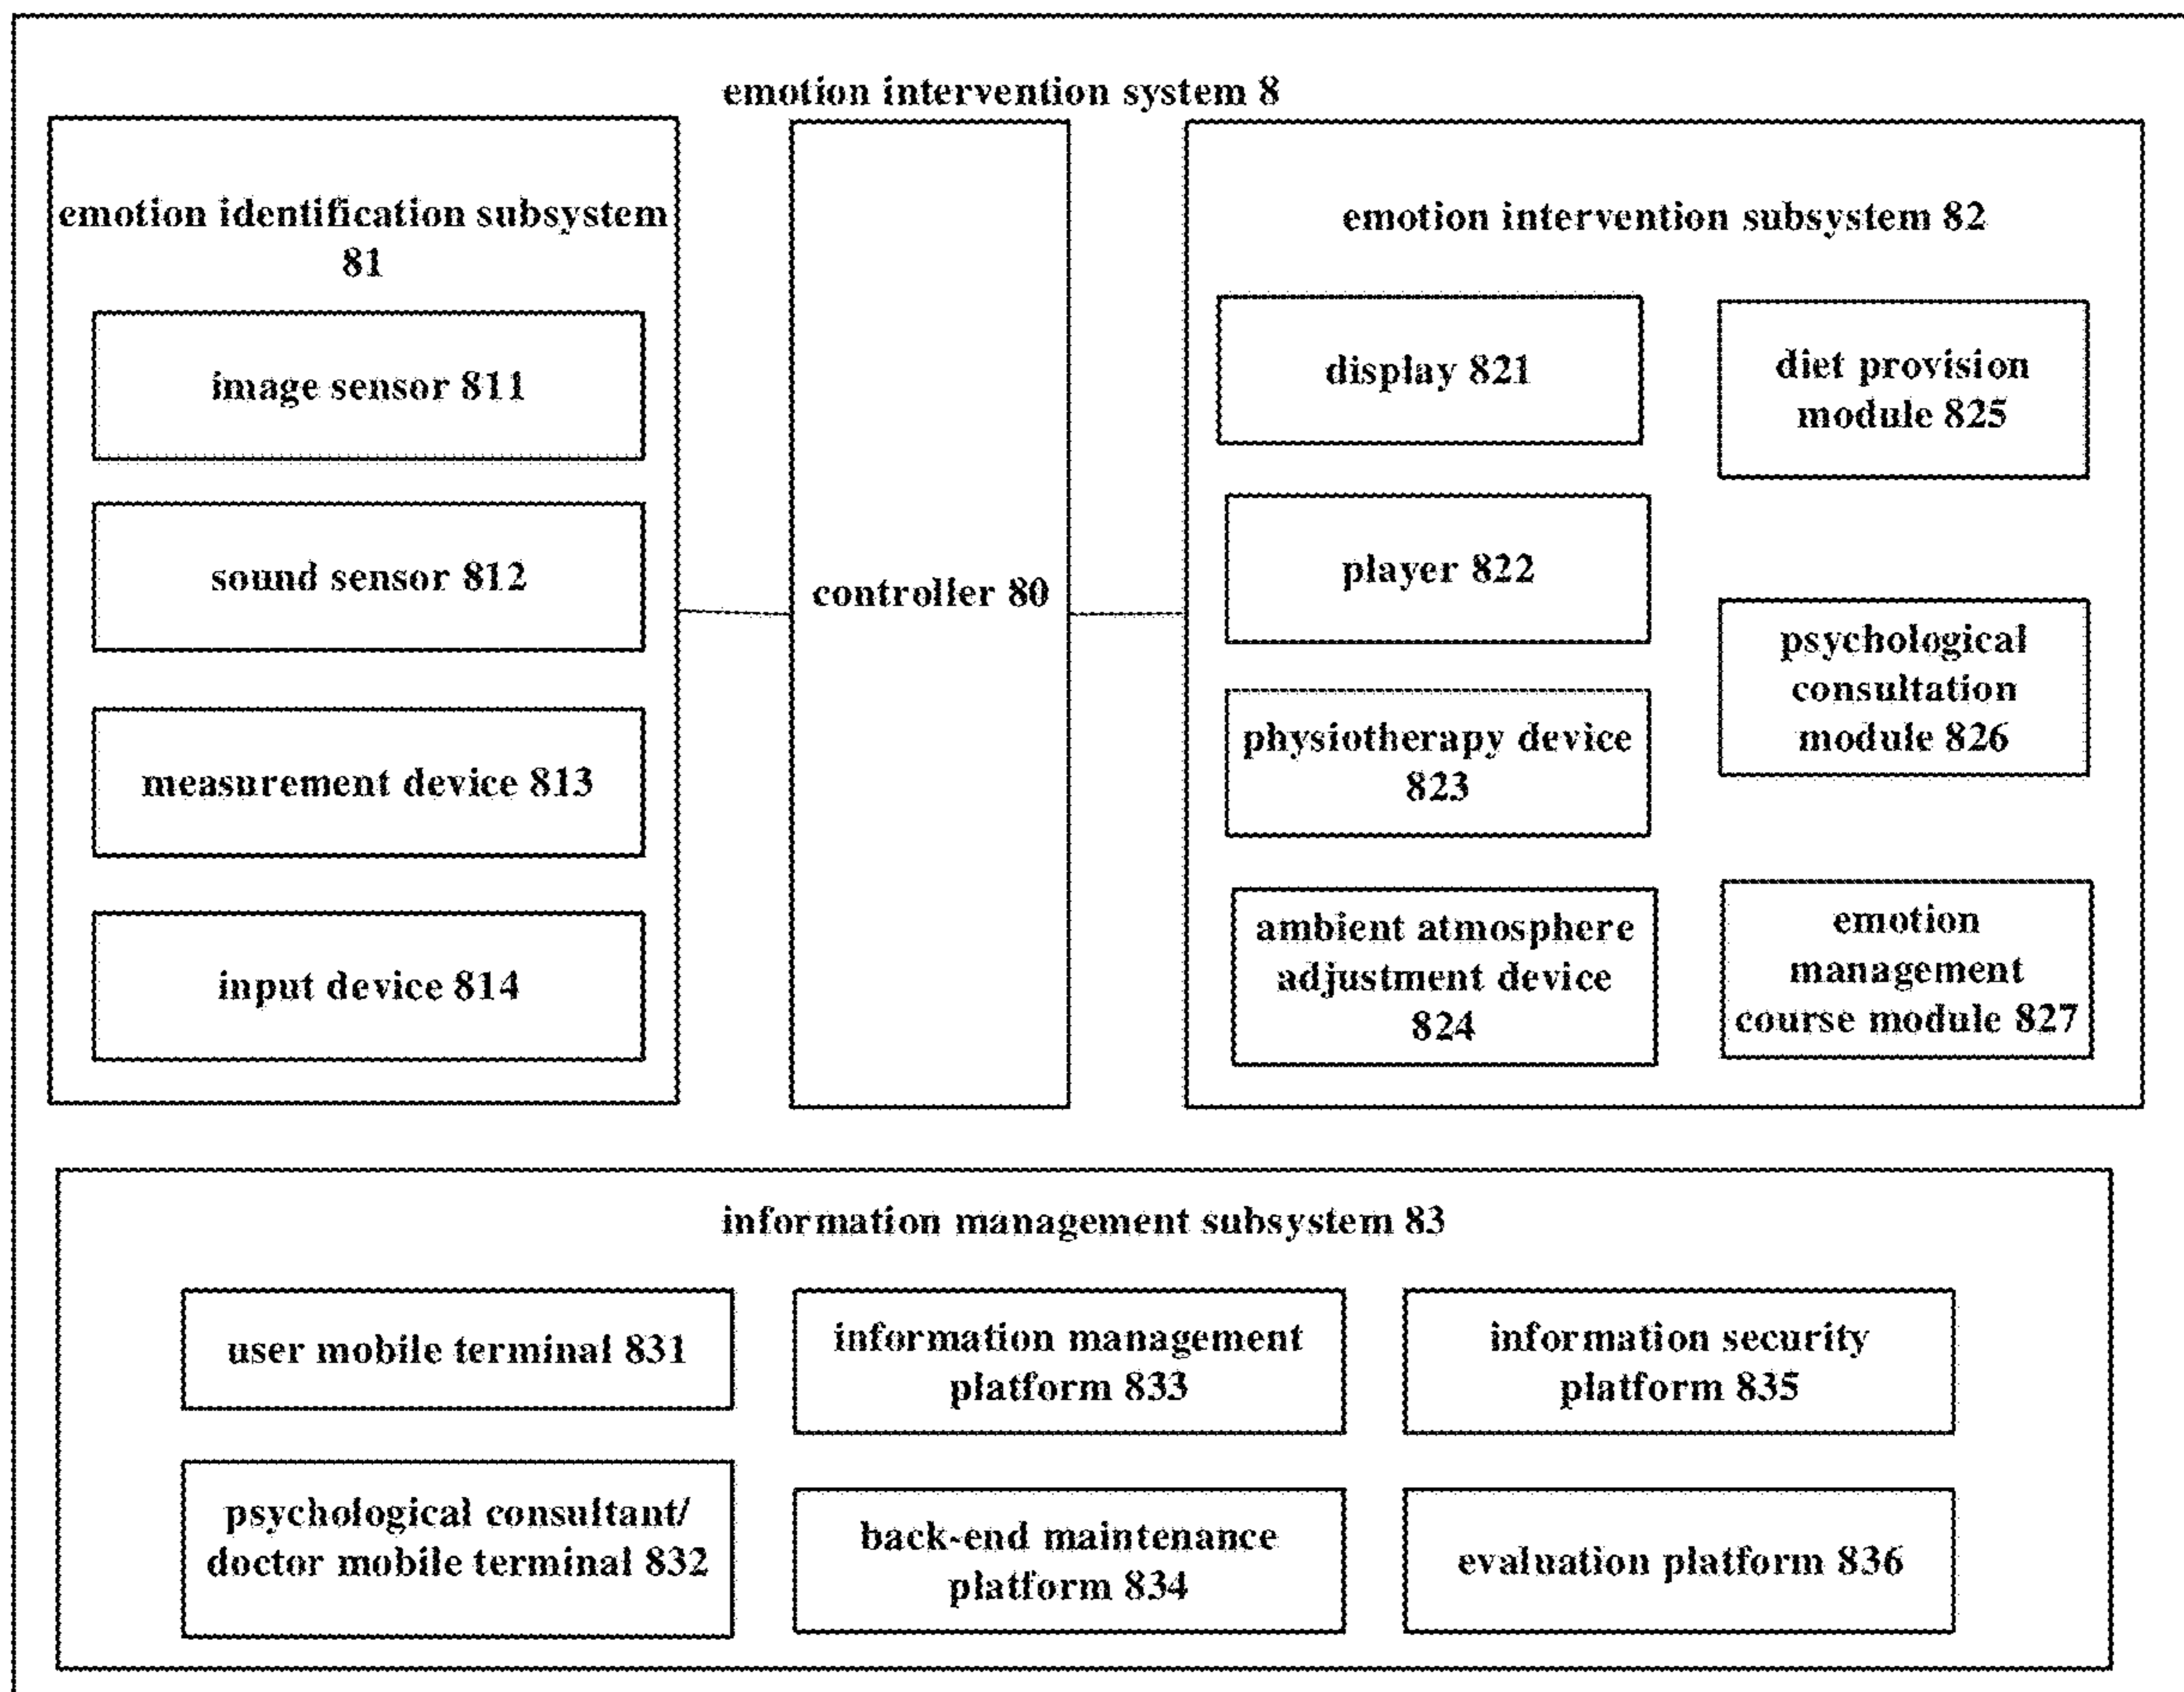 emotion intervention system 8
emotion identification subsystem
81
image sensor 811
sound sensor 812
measurement device 813
input device 814
controller 80
emotion intervention subsystem 82
display 821
player 822
physiotherapy device
823
ambient atmosphere
adjustment device
824
diet provision
module 825
psychological
consultation
module 826
emotion
management
course module 827
information management subsystem 83
user mobile terminal 831
psychological consultant/
doctor mobile terminal 832
information management
platform 833
back-end maintenance
platform 834
information security
platform 835
evaluation platform 836